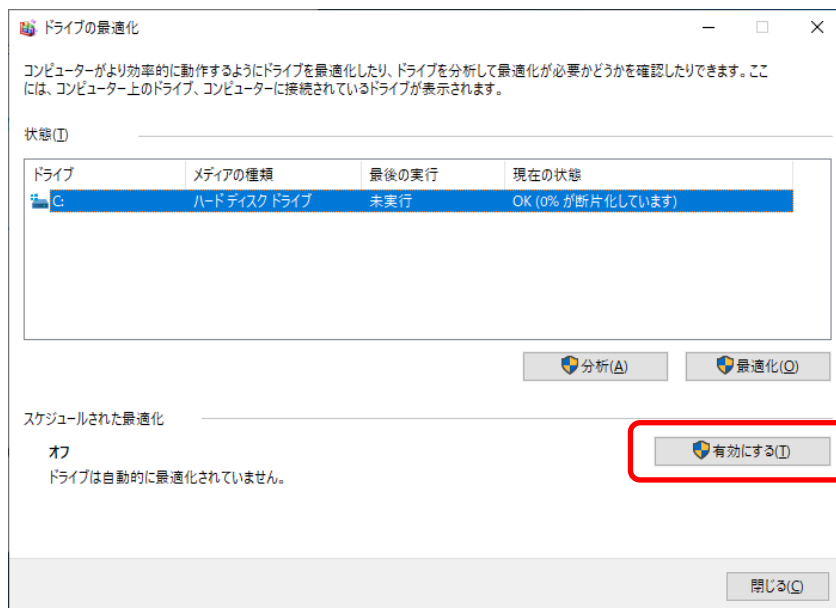 ドライブの最適化
コンピューターがより効率的に動作するようにドライブを最適化したり、ドライブを分析して最適化が必要かどうかを確認したりできます。ここ
には、コンピューター上のドライブ、コンピューターに接続されているドライブが表示されます。
状態(T)
ドライブ メディアの種類 最後の実行 現在の状態
C: ハード ディスク ドライブ 未実行 OK (0% が断片化しています)
分析(A) 最適化(O)
スケジュールされた最適化
オフ 有効にする(T)
ドライブは自動的に最適化されていません。
閉じる(C)